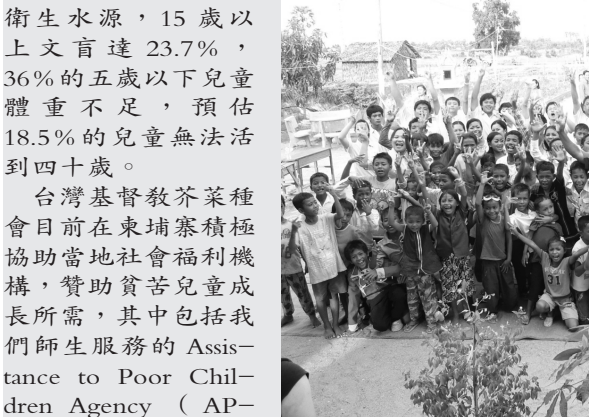 衛生水源，15 歲以
上文盲達 23.7%，
36%的五歲以下兒童
體重不足，預估
18.5%的兒童無法活
到四十歲。
台灣基督教芥菜種
會目前在柬埔寨積極
協助當地社會福利機
構，贊助貧苦兒童成
長所需，其中包括我
們師生服務的 Assis-
tance to Poor Chil-
dren Agency （ AP-